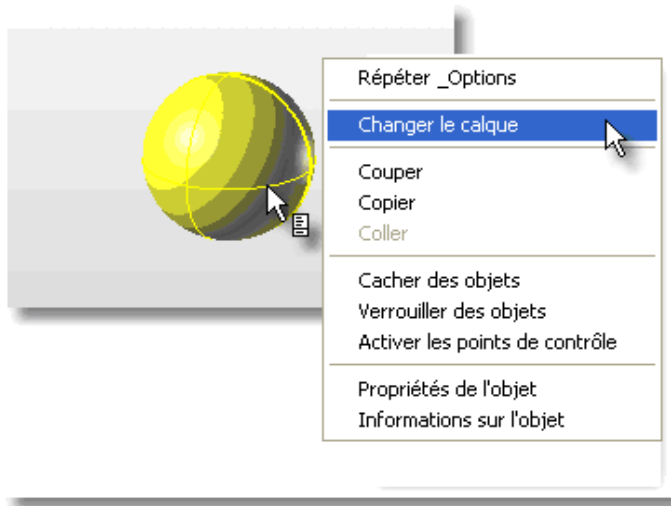 Répéter _Options
Changer le calque
Couper
Copier
Coller
Cacher des objets
Verrouiller des objets
Activer les points de contrôle
Propriétés de l'objet
Informations sur l'objet